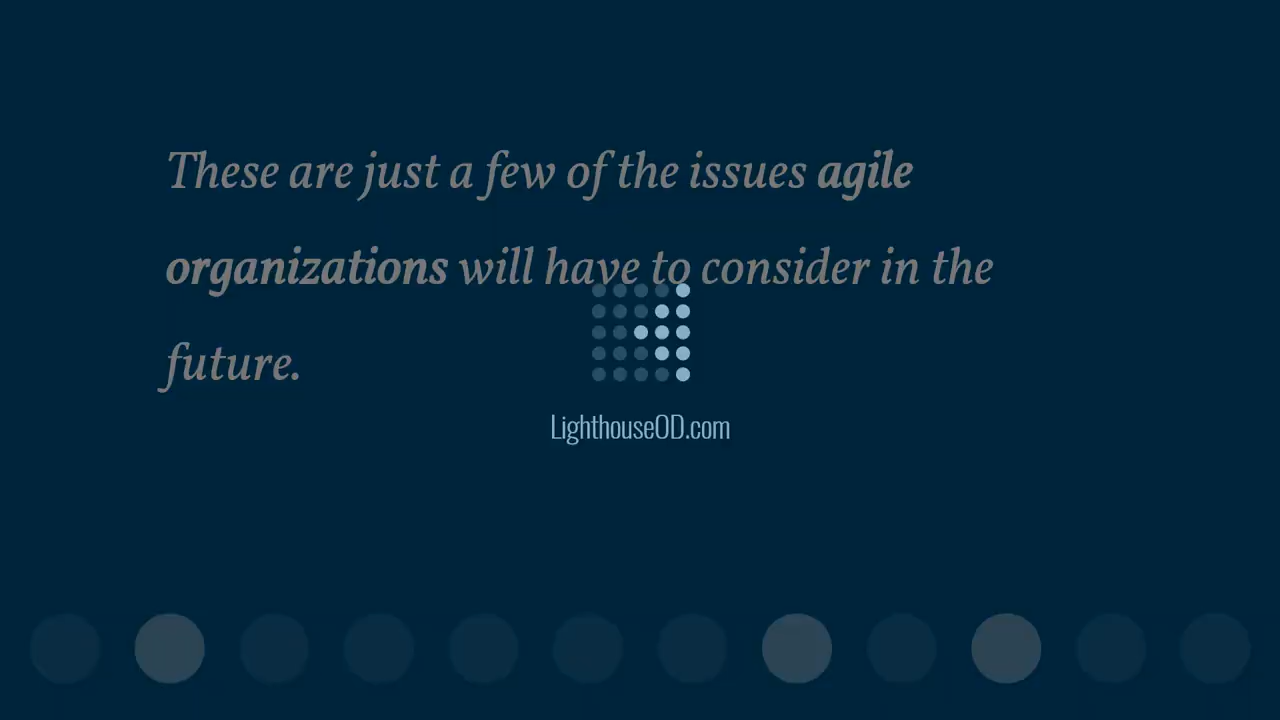 These are just a few of the issues agile
organizations will have to consider in the
future.
LighthouseOD.com